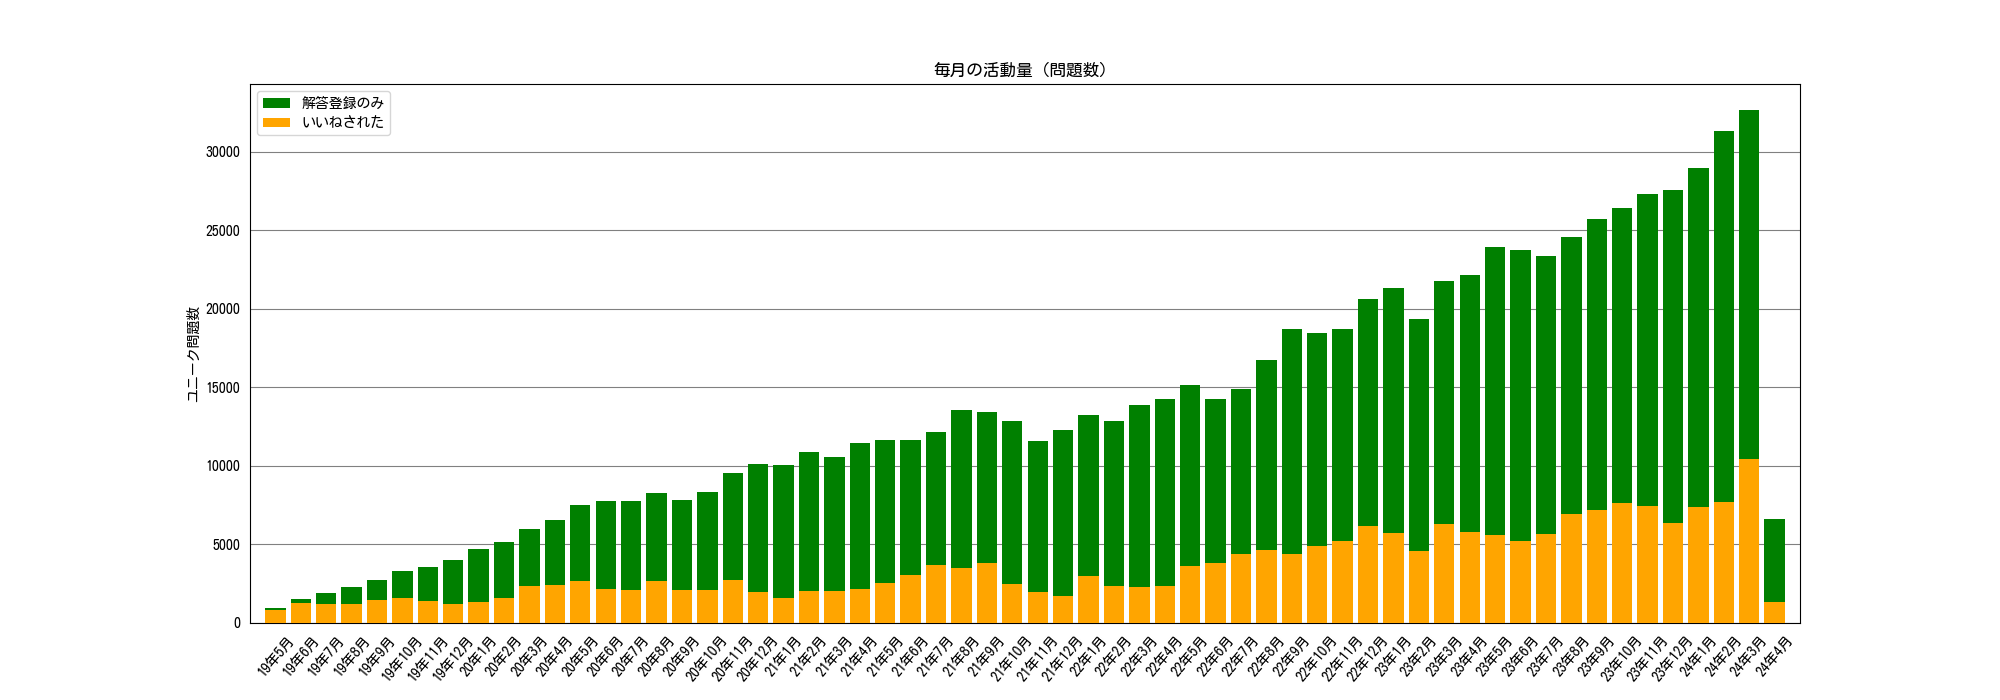 毎月の活動量（問題数）
解答登録のみ
いいねされた
ユニーク問題数
30000
25000
20000
15000
10000
5000
0
19年5月
19年6月
19年7月
19年8月
19年9月
19年10月
19年11月
19年12月
20年1月
20年2月
20年3月
20年4月
20年5月
20年6月
20年7月
20年8月
20年9月
20年10月
20年11月
20年12月
21年1月
21年2月
21年3月
21年4月
21年5月
21年6月
21年7月
21年8月
21年9月
21年10月
21年11月
21年12月
22年1月
22年2月
22年3月
22年4月
22年5月
22年6月
22年7月
22年8月
22年9月
22年10月
22年11月
22年12月
23年1月
23年2月
23年3月
23年4月
23年5月
23年6月
23年7月
23年8月
23年9月
23年10月
23年11月
23年12月
24年1月
24年2月
24年3月
24年4月